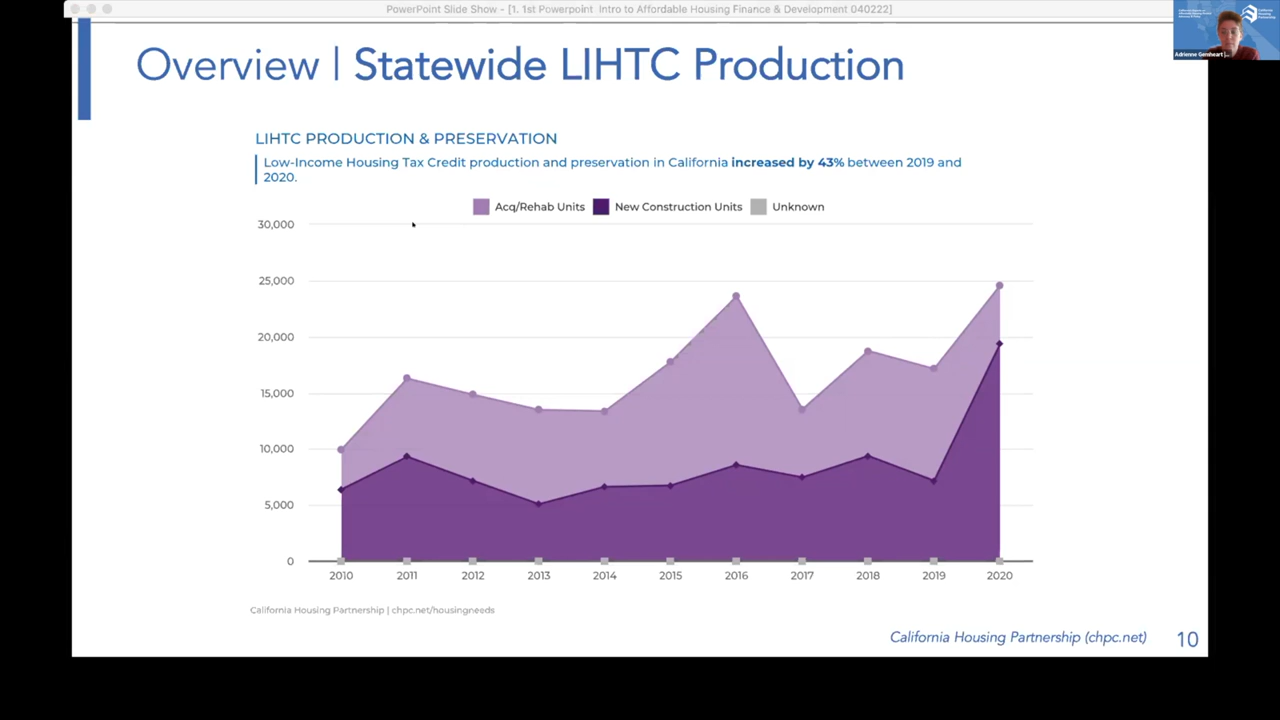 PowerPoint Slide Show - [1. 1st Powerpoint Intro to Affordable Housing Finance & Development 040222]
Overview | Statewide LIHTC Production
LIHTC PRODUCTION & PRESERVATION
Low-Income Housing Tax Credit production and preservation in California increased by 43% between 2019 and
2020.
Acq/Rehab Units New Construction Units Unknown
30,000
25,000
20,000
15,000
10,000
5,000
0
2010 2011 2012 2013 2014 2015 2016 2017 2018 2019 2020
California Housing Partnership | chpc.net/housingneeds
California Housing Partnership (chpc.net) 10
California
Housing
Partnership